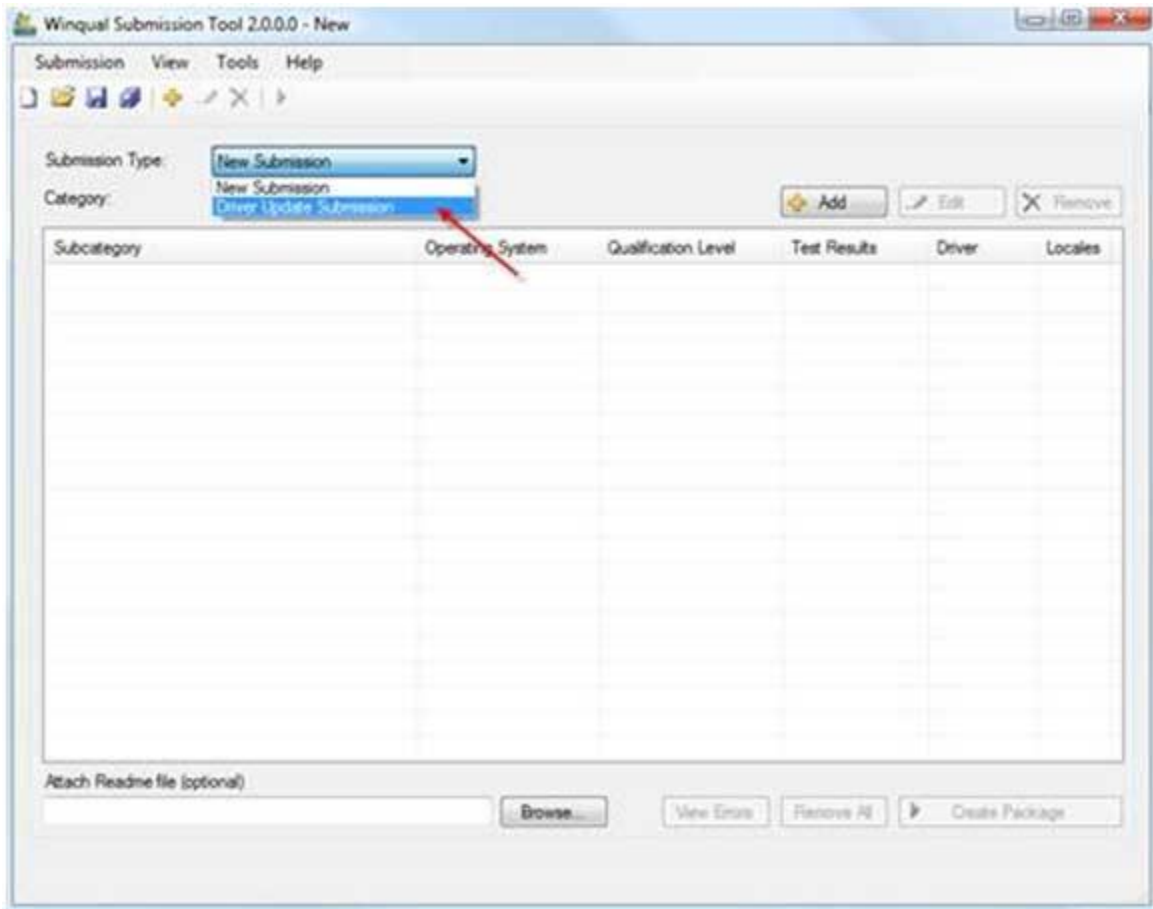 Winqual Submission Tool 2.0.0.0 - New
Submission View Tools Help
Submission Type: New Submission
New Submission
Category: Driver Update Submission
Add Edit Remove
Subcategory Operating System Qualification Level Test Results Driver Locales
Attach Readme file (optional)
Browse... View Errors Remove All Create Package